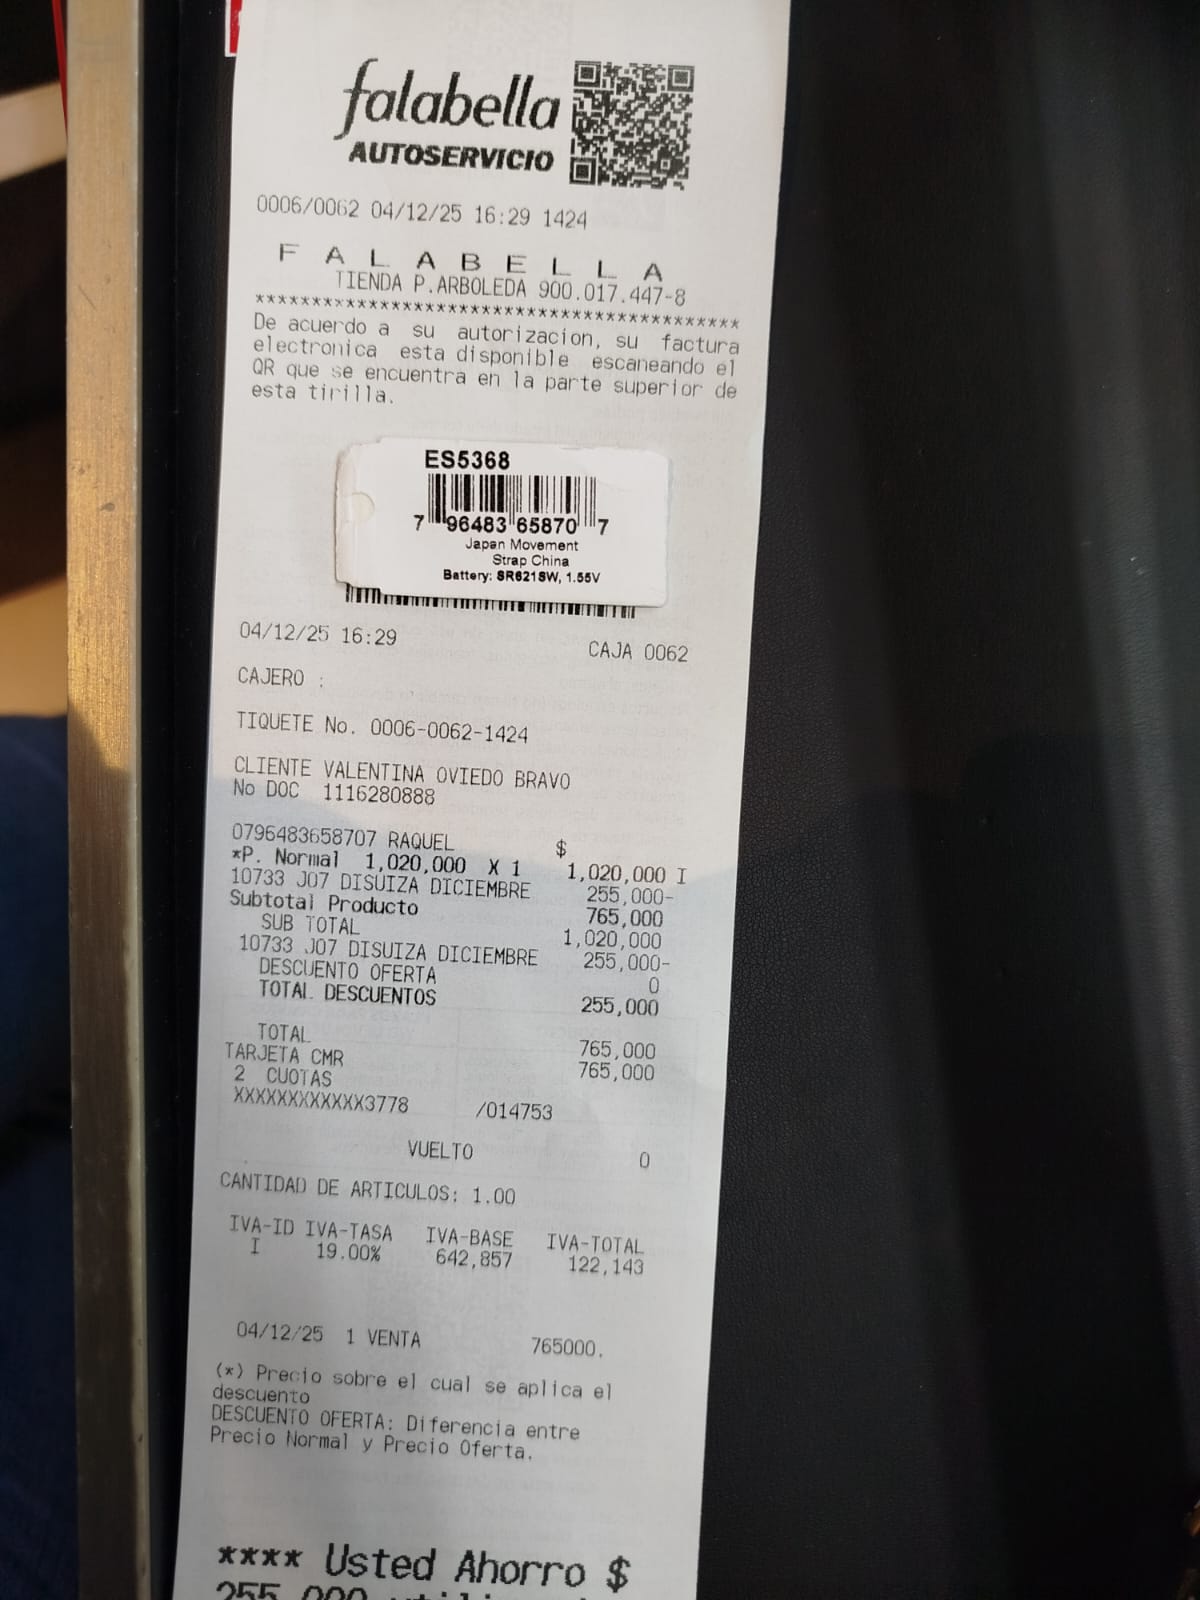 falabella
AUTOSERVICIO
0006/0062 04/12/25 16:29 1424
F A L A B E L L A
TIENDA P.ARBOLEDA 900.017.447-8
*******************************************
De acuerdo a su autorizacion, su factura
electronica esta disponible escaneando el
QR que se encuentra en la parte superior de
esta tirilla.
ES5368
7 96483 65870 7
Japan Movement
Strap China
Battery: SR621SW, 1.55V
04/12/25 16:29 CAJA 0062
CAJERO :
TIQUETE No. 0006-0062-1424
CLIENTE VALENTINA OVIEDO BRAVO
No DOC 1116280888
0796483658707 RAQUEL $
*P. Normal 1,020,000 X 1 1,020,000 I
10733 J07 DISUIZA DICIEMBRE 255,000-
Subtotal Producto 765,000
SUB TOTAL 1,020,000
10733 J07 DISUIZA DICIEMBRE 255,000-
DESCUENTO OFERTA 0
TOTAL DESCUENTOS 255,000
TOTAL 765,000
TARJETA CMR 765,000
2 CUOTAS
XXXXXXXXXXXX3778 /014753
VUELTO 0
CANTIDAD DE ARTICULOS: 1.00
IVA-ID IVA-TASA IVA-BASE IVA-TOTAL
I 19.00% 642,857 122,143
04/12/25 1 VENTA 765000.
(*) Precio sobre el cual se aplica el
descuento
DESCUENTO OFERTA: Diferencia entre
Precio Normal y Precio Oferta.
**** Usted Ahorro $
255,000